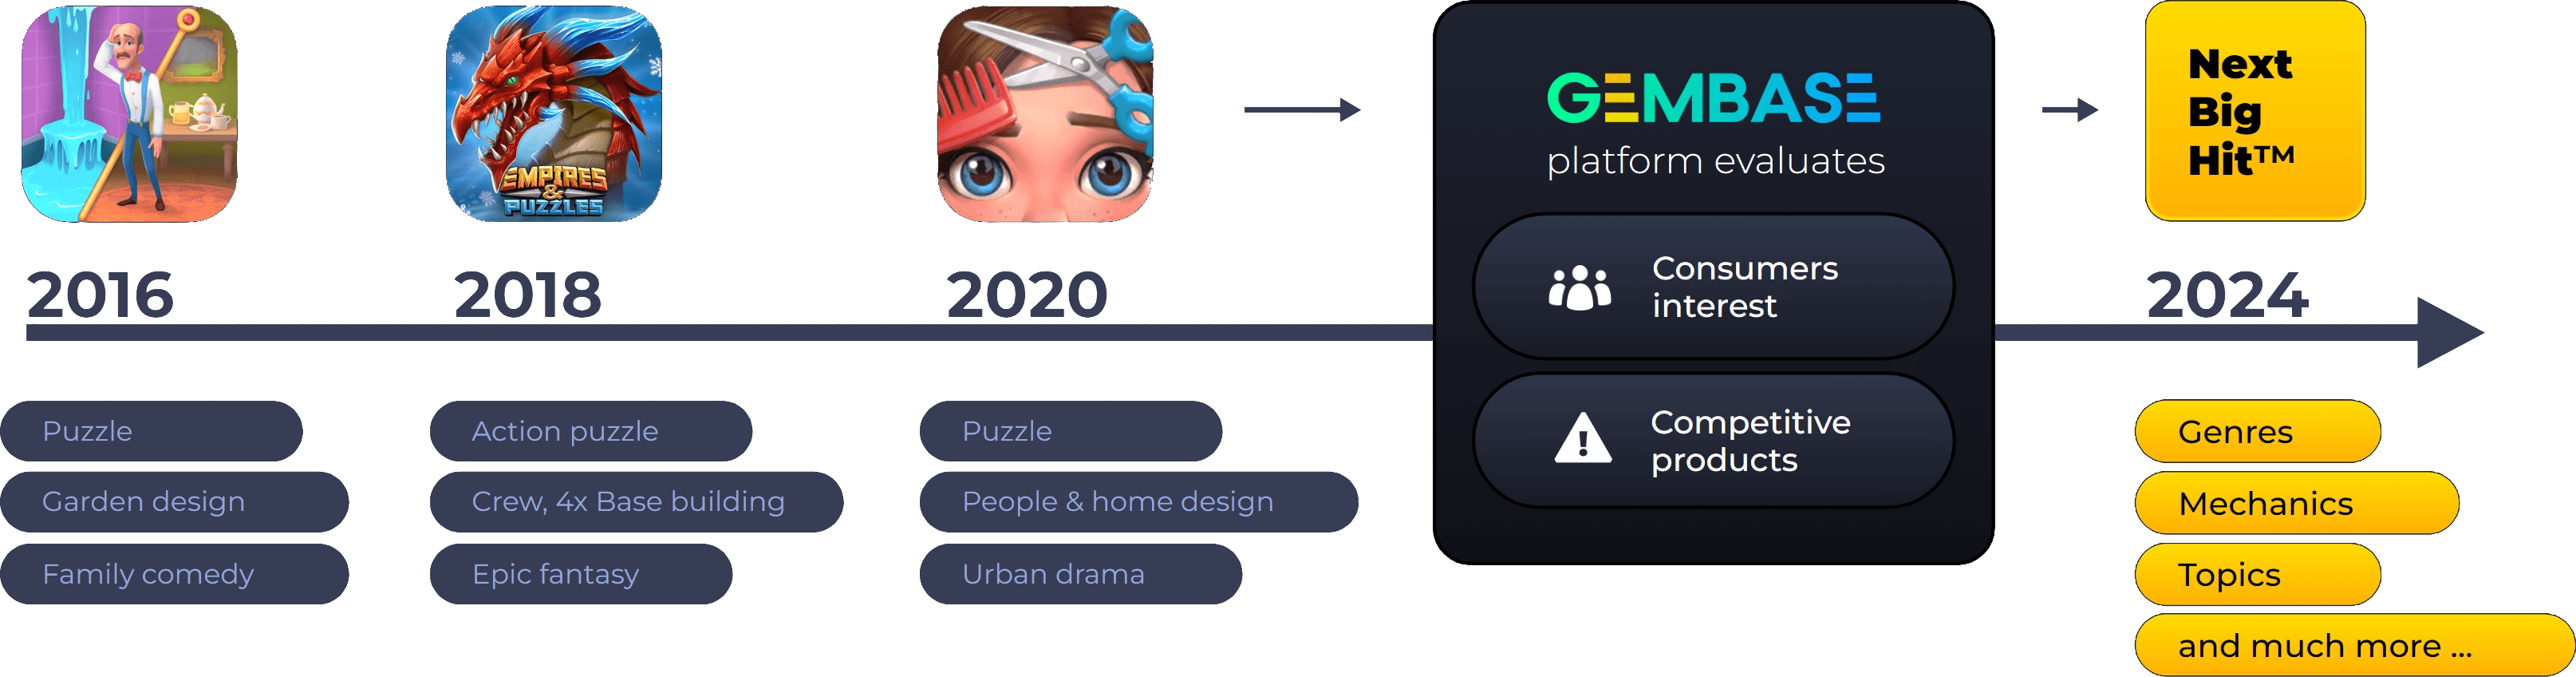 EMPIRES
&
PUZZLES
2016
2018
2020
Puzzle
Garden design
Family comedy
Action puzzle
Crew, 4x Base building
Epic fantasy
Puzzle
People & home design
Urban drama
GEMBASE
platform evaluates
Consumers
interest
Competitive
products
Next
Big
Hit™
2024
Genres
Mechanics
Topics
and much more ...